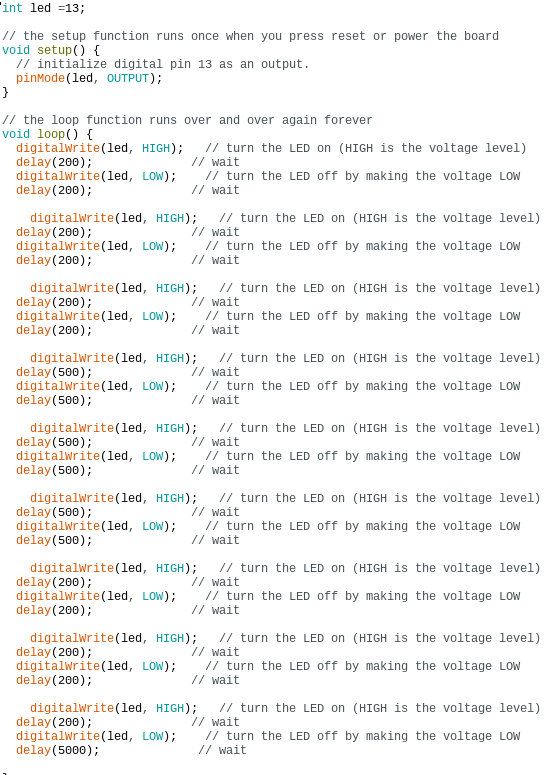 int led =13;

// the setup function runs once when you press reset or power the board
void setup() {
  // initialize digital pin 13 as an output.
  pinMode(led, OUTPUT);
}

// the loop function runs over and over again forever
void loop() {
  digitalWrite(led, HIGH);   // turn the LED on (HIGH is the voltage level)
  delay(200);              // wait
  digitalWrite(led, LOW);    // turn the LED off by making the voltage LOW
  delay(200);              // wait

    digitalWrite(led, HIGH);   // turn the LED on (HIGH is the voltage level)
  delay(200);              // wait
  digitalWrite(led, LOW);    // turn the LED off by making the voltage LOW
  delay(200);              // wait

    digitalWrite(led, HIGH);   // turn the LED on (HIGH is the voltage level)
  delay(200);              // wait
  digitalWrite(led, LOW);    // turn the LED off by making the voltage LOW
  delay(200);              // wait

    digitalWrite(led, HIGH);   // turn the LED on (HIGH is the voltage level)
  delay(500);              // wait
  digitalWrite(led, LOW);    // turn the LED off by making the voltage LOW
  delay(500);              // wait

    digitalWrite(led, HIGH);   // turn the LED on (HIGH is the voltage level)
  delay(500);              // wait
  digitalWrite(led, LOW);    // turn the LED off by making the voltage LOW
  delay(500);              // wait

    digitalWrite(led, HIGH);   // turn the LED on (HIGH is the voltage level)
  delay(500);              // wait
  digitalWrite(led, LOW);    // turn the LED off by making the voltage LOW
  delay(500);              // wait

    digitalWrite(led, HIGH);   // turn the LED on (HIGH is the voltage level)
  delay(200);              // wait
  digitalWrite(led, LOW);    // turn the LED off by making the voltage LOW
  delay(200);              // wait

    digitalWrite(led, HIGH);   // turn the LED on (HIGH is the voltage level)
  delay(200);              // wait
  digitalWrite(led, LOW);    // turn the LED off by making the voltage LOW
  delay(200);              // wait

    digitalWrite(led, HIGH);   // turn the LED on (HIGH is the voltage level)
  delay(200);              // wait
  digitalWrite(led, LOW);    // turn the LED off by making the voltage LOW
  delay(5000);              // wait